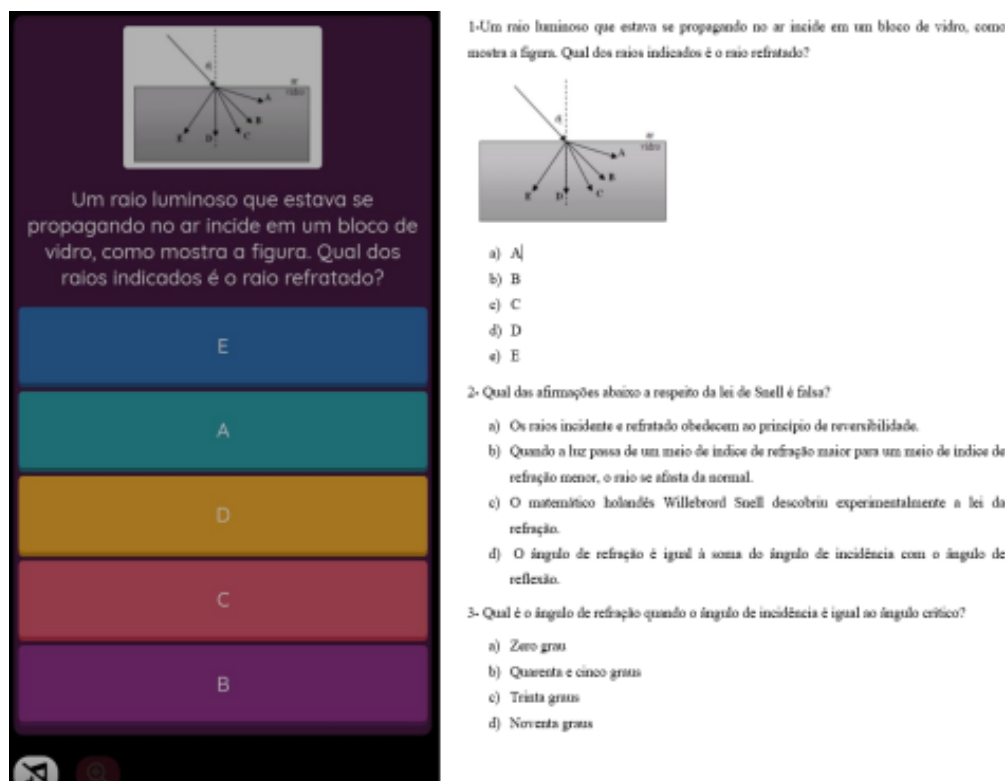 θ₁
ar
vidro
A
B
C
D
E
Um raio luminoso que estava se
propagando no ar incide em um bloco de
vidro, como mostra a figura. Qual dos
raios indicados é o raio refratado?
E
A
D
C
B
1-Um raio luminoso que estava se propagando no ar incide em um bloco de vidro, como
mostra a figura. Qual dos raios indicados é o raio refratado?
ar
vidro
A
B
C
D
E
a) A
b) B
c) C
d) D
e) E
2- Qual das afirmações abaixo a respeito da lei de Snell é falsa?
a) Os raios incidente e refratado obedecem ao princípio de reversibilidade.
b) Quando a luz passa de um meio de índice de refração maior para um meio de índice de
refração menor, o raio se afasta da normal.
c) O matemático holandês Willebrord Snell descobriu experimentalmente a lei da
refração.
d) O ângulo de refração é igual à soma do ângulo de incidência com o ângulo de
reflexão.
3- Qual é o ângulo de refração quando o ângulo de incidência é igual ao ângulo crítico?
a) Zero grau
b) Quarenta e cinco graus
c) Trinta graus
d) Noventa graus